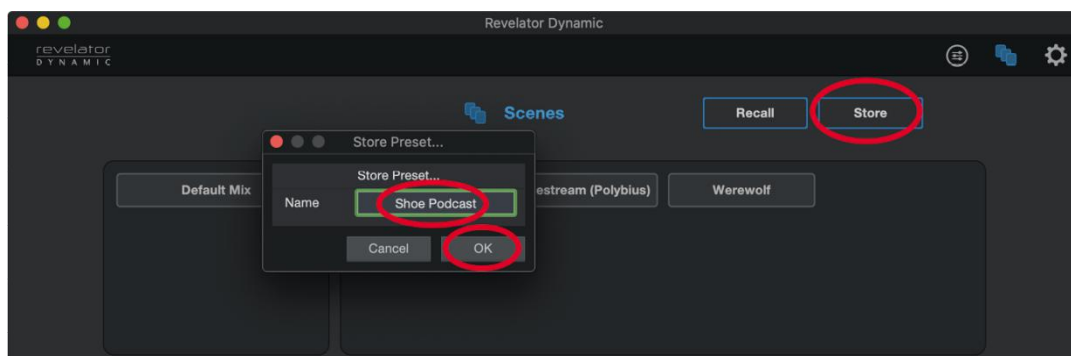 Revelator Dynamic
revelator
DYNAMIC
Scenes
Recall
Store
Store Preset...
Store Preset...
Name
Shoe Podcast
Cancel
OK
Default Mix
estream (Polybius)
Werewolf